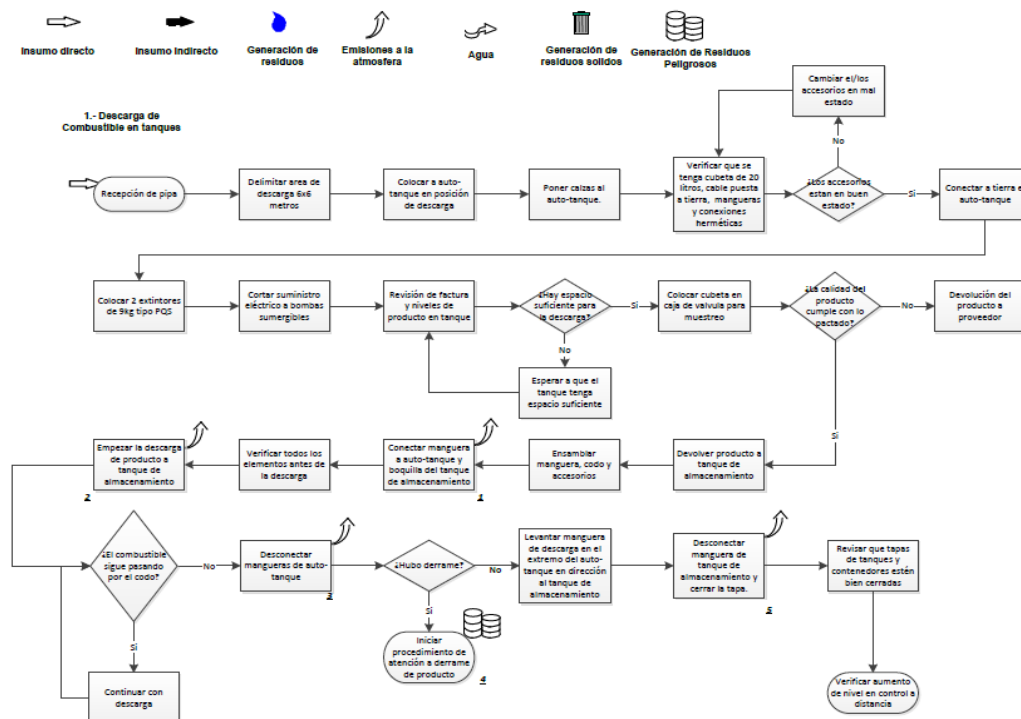 Insumo directo
Insumo Indirecto
Generación de
residuos
Emisiones a la
atmosfera
Agua
Generación de
residuos solidos
Generación de Residuos
Peligrosos
1.- Descarga de
Combustible en tanques
Cambiar el/los
accesorios en mal
estado
No
Recepción de pipa
Delimitar area de
descarga 6x6
metros
Colocar a auto-
tanque en posición
de descarga
Poner calzas al
auto-tanque.
Verificar que se
tenga cubeta de 20
litros, cable puesta
a tierra, mangueras
y conexiones
herméticas
¿Los accesorios
estan en buen
estado?
Sí
Conectar a tierra el
auto-tanque
Colocar 2 extintores
de 9kg tipo PQS
Cortar suministro
eléctrico a bombas
sumergibles
Revisión de factura
y niveles de
producto en tanque
¿Hay espacio
suficiente para
la descarga?
Sí
Colocar cubeta en
caja de valvula para
muestreo
¿La calidad del
producto
cumple con lo
pactado?
No
Devolución del
producto a
proveedor
No
Esperar a que el
tanque tenga
espacio suficiente
Sí
Empezar la descarga
de producto a
tanque de
almacenamiento
2
Verificar todos los
elementos antes de
la descarga
Conectar manguera
a auto-tanque y
boquilla del tanque
de almacenamiento
1
Ensamblar
manguera, codo y
accesorios
Devolver producto a
tanque de
almacenamiento
¿El combustible
sigue pasando
por el codo?
No
Desconectar
mangueras de auto-
tanque
3
¿Hubo derrame?
No
Levantar manguera
de descarga en el
extremo del auto-
tanque en dirección
al tanque de
almacenamiento
Desconectar
manguera de
tanque de
almacenamiento y
cerrar la tapa.
5
Revisar que tapas
de tanques y
contenedores estén
bien cerradas
Sí
Continuar con
descarga
Sí
Iniciar
procedimiento de
atención a derrame
de producto
4
Verificar aumento
de nivel en control a
distancia